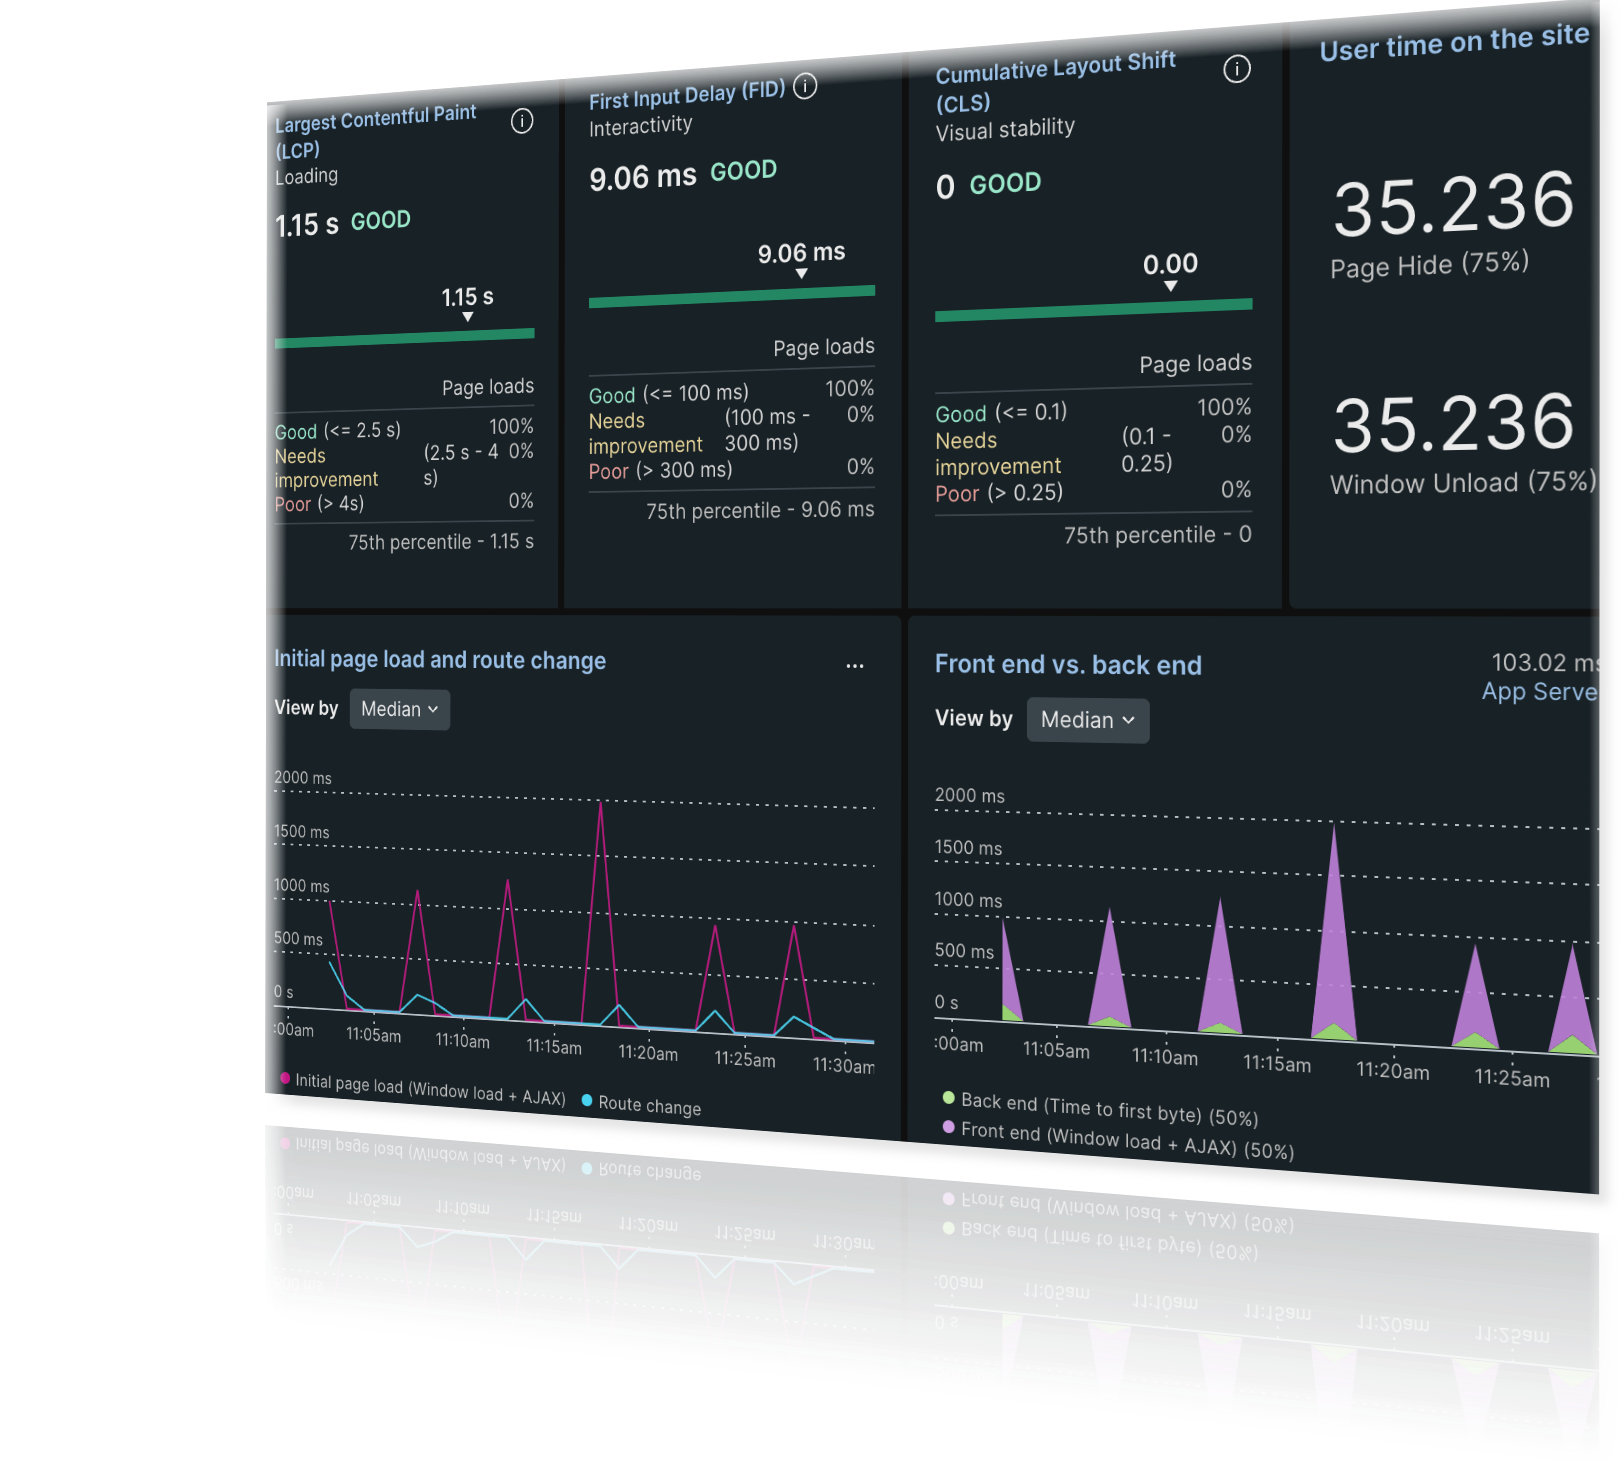 Largest Contentful Paint
(LCP)
Loading
1.15 s GOOD
1.15 s
Page loads
Good (<= 2.5 s) 100%
Needs improvement (2.5 s - 4 s) 0%
Poor (> 4s) 0%
75th percentile - 1.15 s
First Input Delay (FID)
Interactivity
9.06 ms GOOD
9.06 ms
Page loads
Good (<= 100 ms) 100%
Needs improvement (100 ms - 300 ms) 0%
Poor (> 300 ms) 0%
75th percentile - 9.06 ms
Cumulative Layout Shift
(CLS)
Visual stability
0 GOOD
0.00
Page loads
Good (<= 0.1) 100%
Needs improvement (0.1 - 0.25) 0%
Poor (> 0.25) 0%
75th percentile - 0
User time on the site
35.236
Page Hide (75%)
35.236
Window Unload (75%)
Initial page load and route change
...
View by Median
2000 ms
1500 ms
1000 ms
500 ms
0 s
:00am 11:05am 11:10am 11:15am 11:20am 11:25am 11:30am
Initial page load (Window load + AJAX) Route change
Front end vs. back end
103.02 ms
App Serve
View by Median
2000 ms
1500 ms
1000 ms
500 ms
0 s
:00am 11:05am 11:10am 11:15am 11:20am 11:25am
Back end (Time to first byte) (50%)
Front end (Window load + AJAX) (50%)